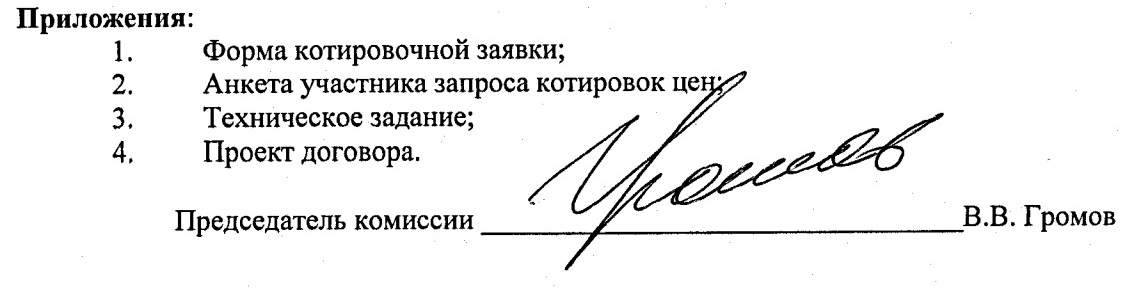 Приложения:
1. Форма котировочной заявки;
2. Анкета участника запроса котировок цен;
3. Техническое задание;
4. Проект договора.
Председатель комиссии Громов В.В. Громов